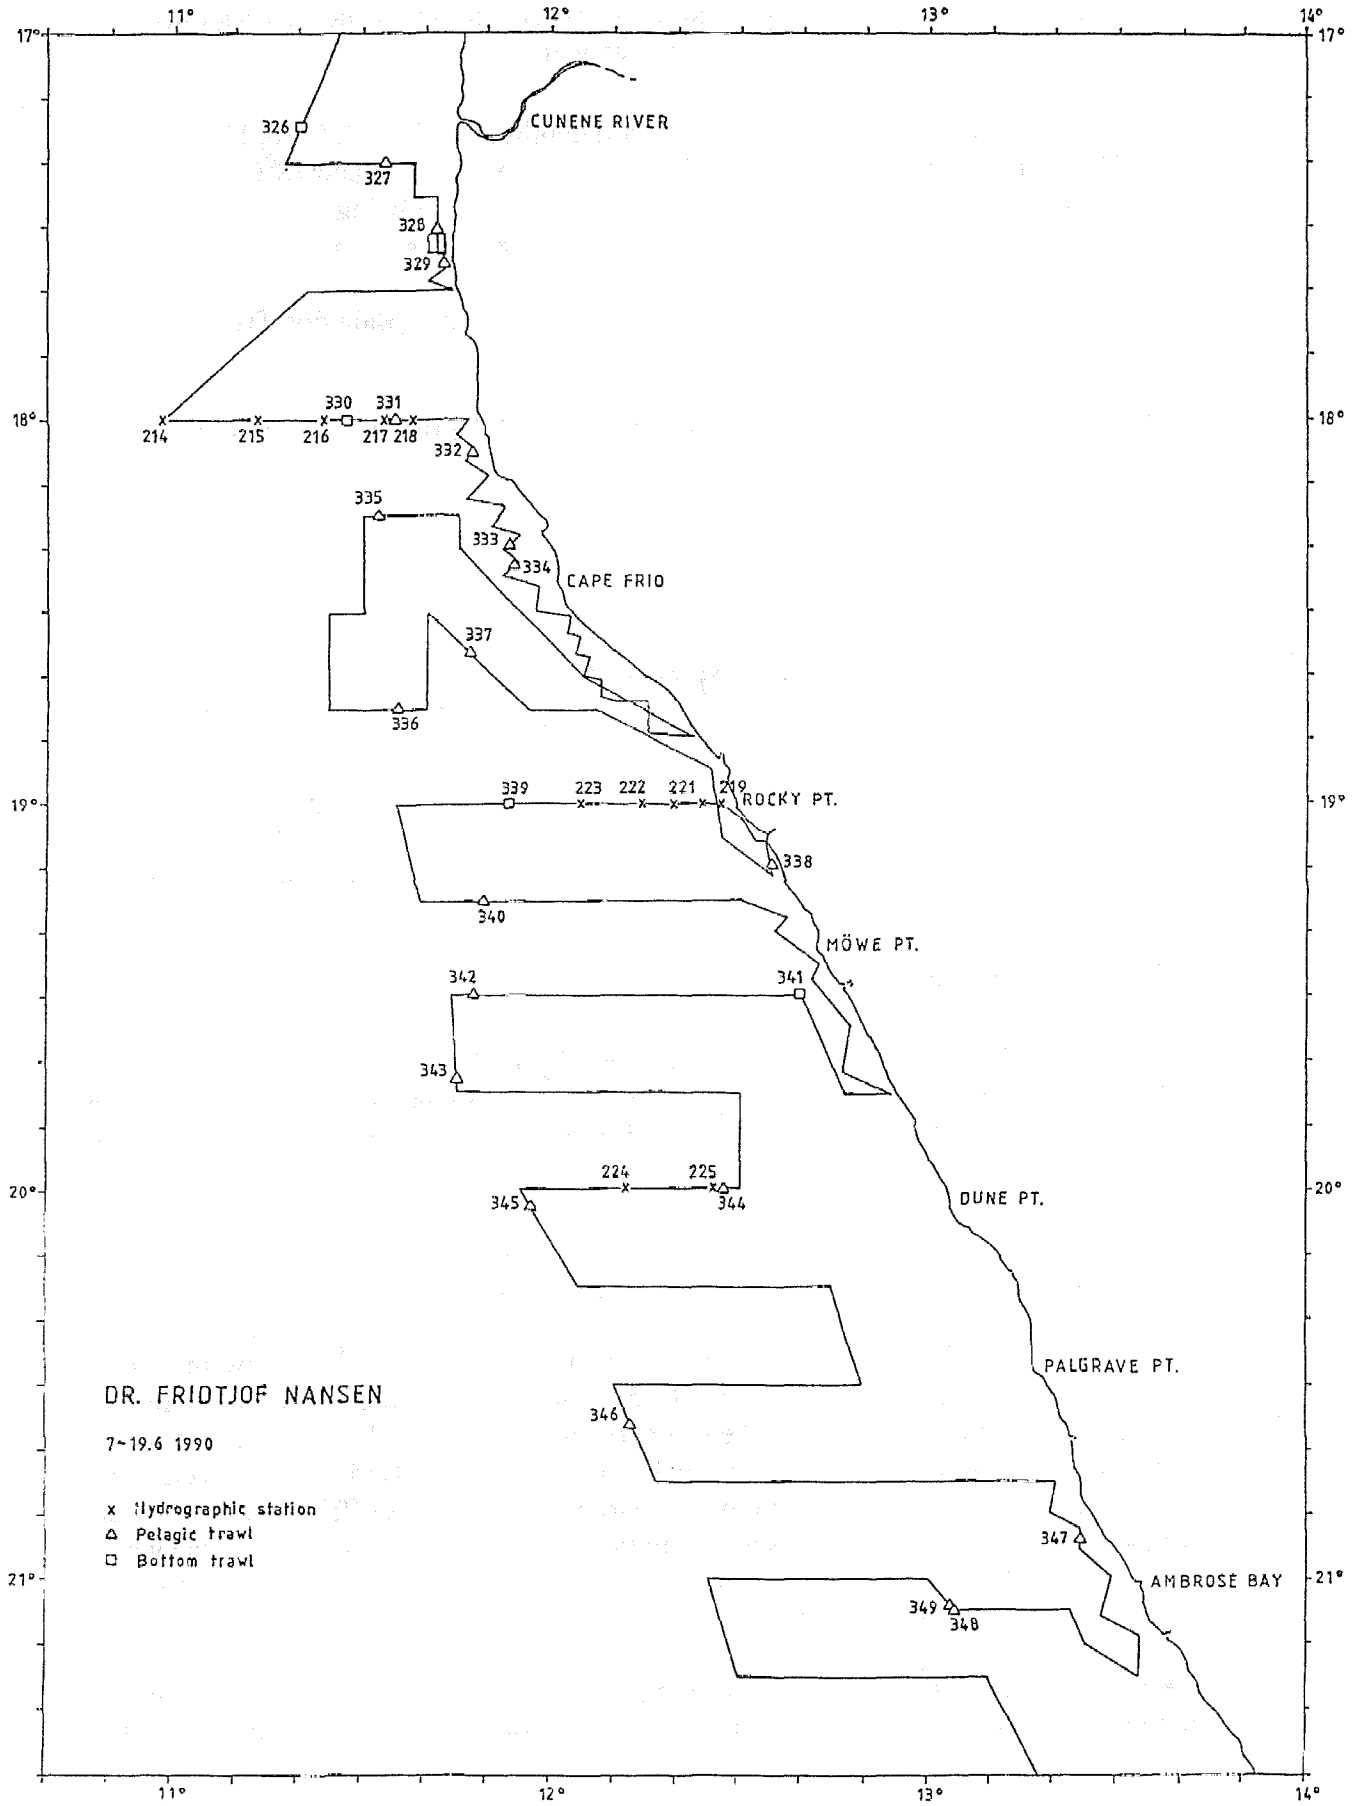 11° 12° 13° 14°
17° 17°
CUNENE RIVER
326
327
328
329
330 331
18° 18°
214 215 216 217 218
332
335
333
334
CAPE FRIO
337
336
339 223 222 221 219
19° ROCKY PT. 19°
338
340
MÖWE PT.
342 341
343
224 225
20° 20°
345 344 DUNE PT.
PALGRAVE PT.
DR. FRIDTJOF NANSEN
346
7-19.6 1990
x Hydrographic station
△ Pelagic trawl
□ Bottom trawl
347
21° AMBROSE BAY 21°
349 348
11° 12° 13° 14°